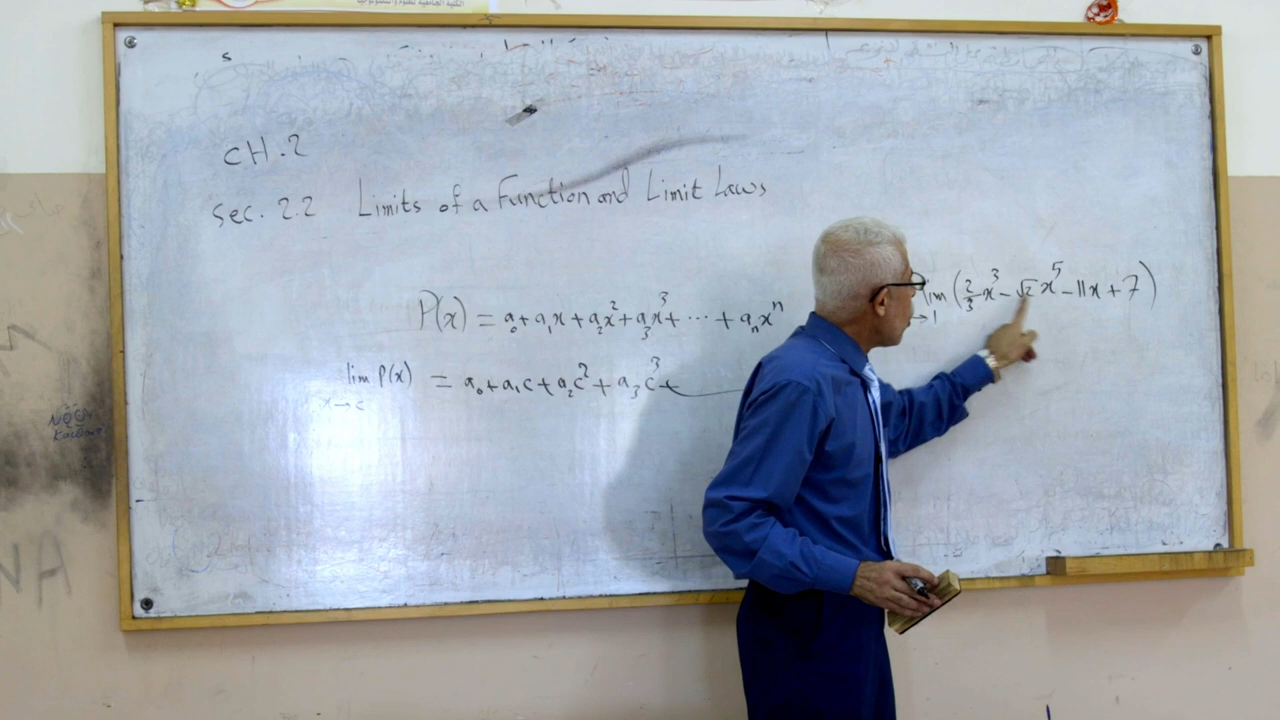 CH.2
Sec. 2.2 Limits of a Function and Limit Laws
P(x) = a₀+a₁x+a₂x²+a₃x³+ ⋯ + aₙxⁿ
lim P(x) = a₀+a₁c+a₂c²+a₃c³+
x→c
lim (2/3 x³ - √2 x⁵ - 11x + 7)
→1
NA